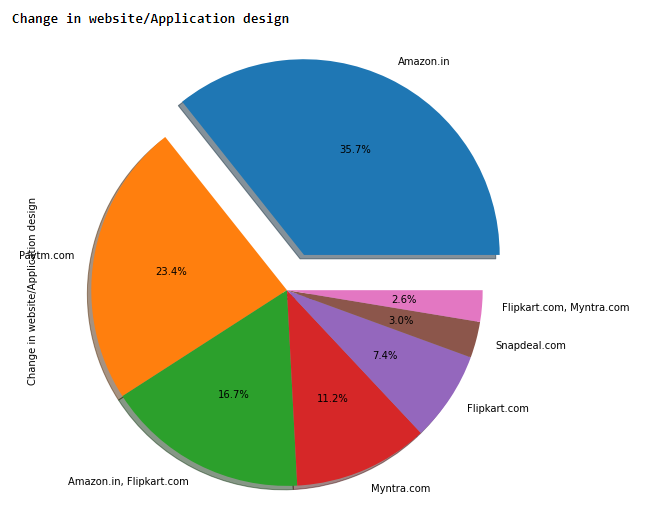 Change in website/Application design
Amazon.in
35.7%
Paytm.com
23.4%
Change in website/Application design
16.7%
Amazon.in, Flipkart.com
11.2%
Myntra.com
7.4%
Flipkart.com
3.0%
Snapdeal.com
2.6%
Flipkart.com, Myntra.com